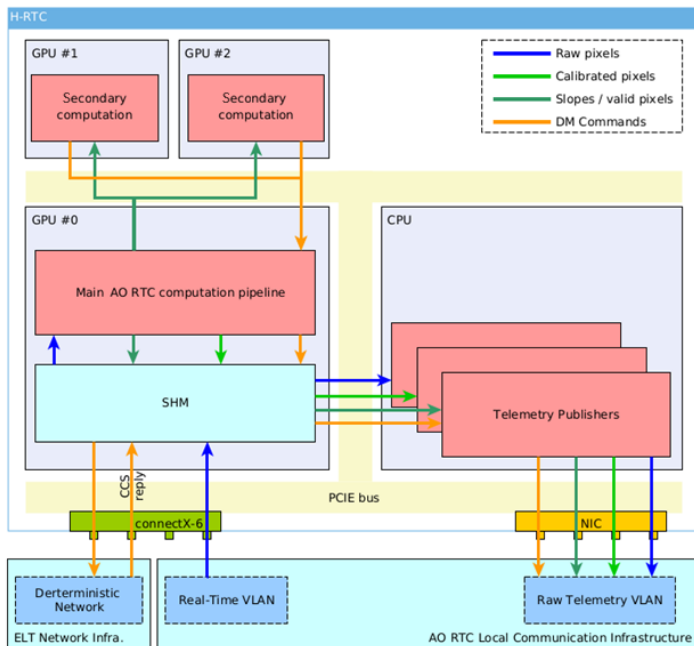 H-RTC
GPU #1
GPU #2
Secondary
computation
Secondary
computation
Raw pixels
Calibrated pixels
Slopes / valid pixels
DM Commands
GPU #0
CPU
Main AO RTC computation pipeline
SHM
Telemetry Publishers
CCS
reply
PCIE bus
connectX-6
NIC
Derterministic
Network
Real-Time VLAN
Raw Telemetry VLAN
ELT Network Infra.
AO RTC Local Communication Infrastructure